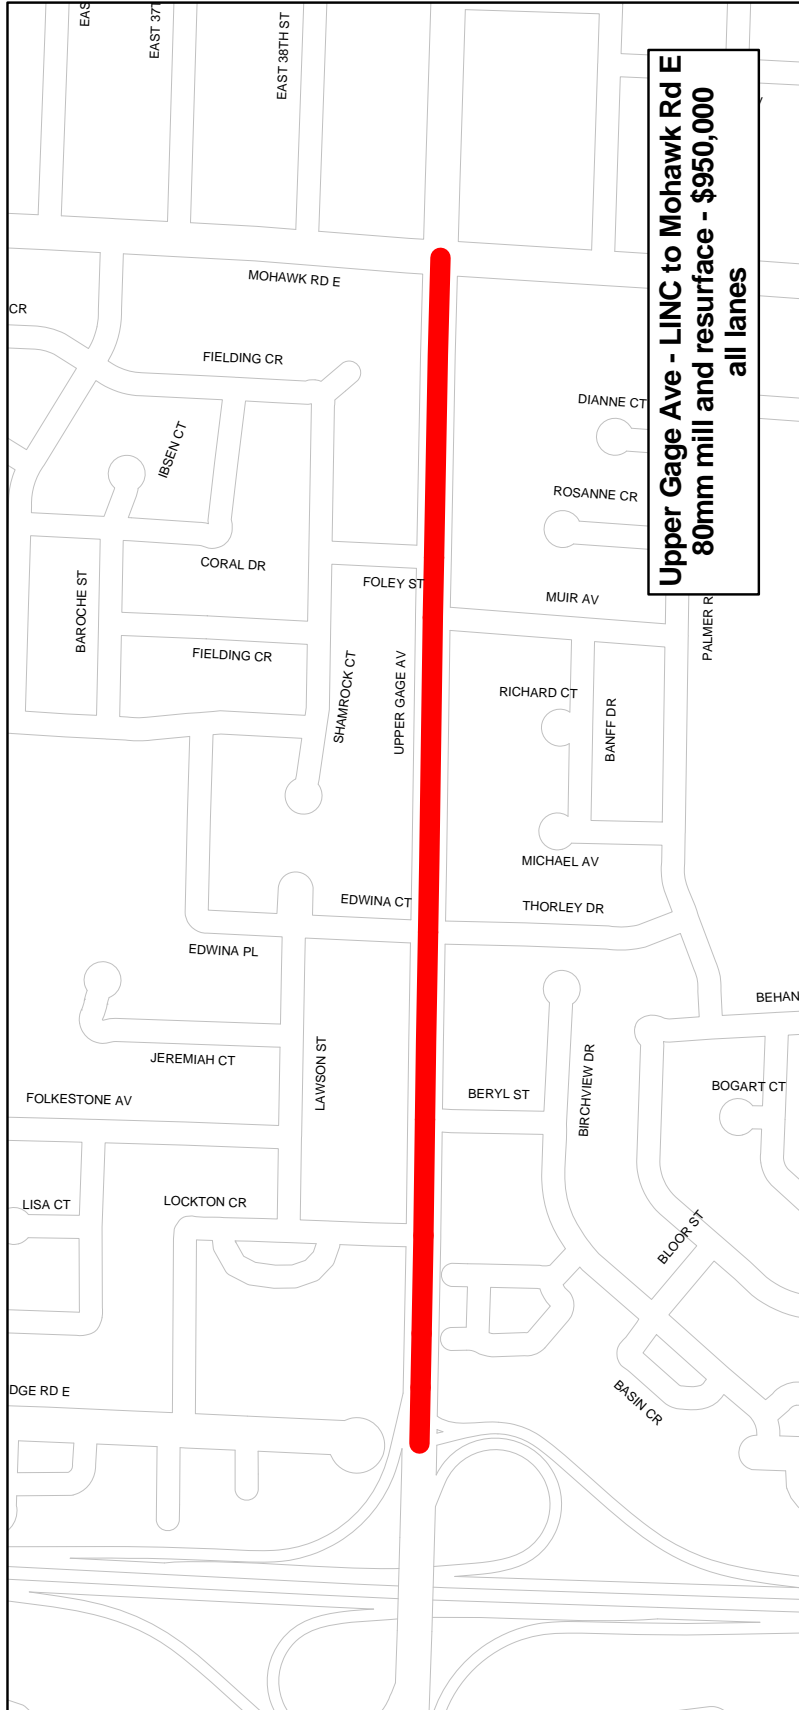 EAS
EAST 37T
EAST 38TH ST
Upper Gage Ave - LINC to Mohawk Rd E
80mm mill and resurface - $950,000
all lanes
MOHAWK RD E
CR
FIELDING CR
DIANNE CT
IBSEN CT
ROSANNE CR
CORAL DR
FOLEY ST
BAROCHE ST
MUIR AV
PALMER R
FIELDING CR
SHAMROCK CT
UPPER GAGE AV
RICHARD CT
BANFF DR
MICHAEL AV
EDWINA CT
THORLEY DR
EDWINA PL
BEHAN
JEREMIAH CT
LAWSON ST
BIRCHVIEW DR
BERYL ST
BOGART CT
FOLKESTONE AV
LISA CT
LOCKTON CR
BLOOR ST
DGE RD E
BASIN CR